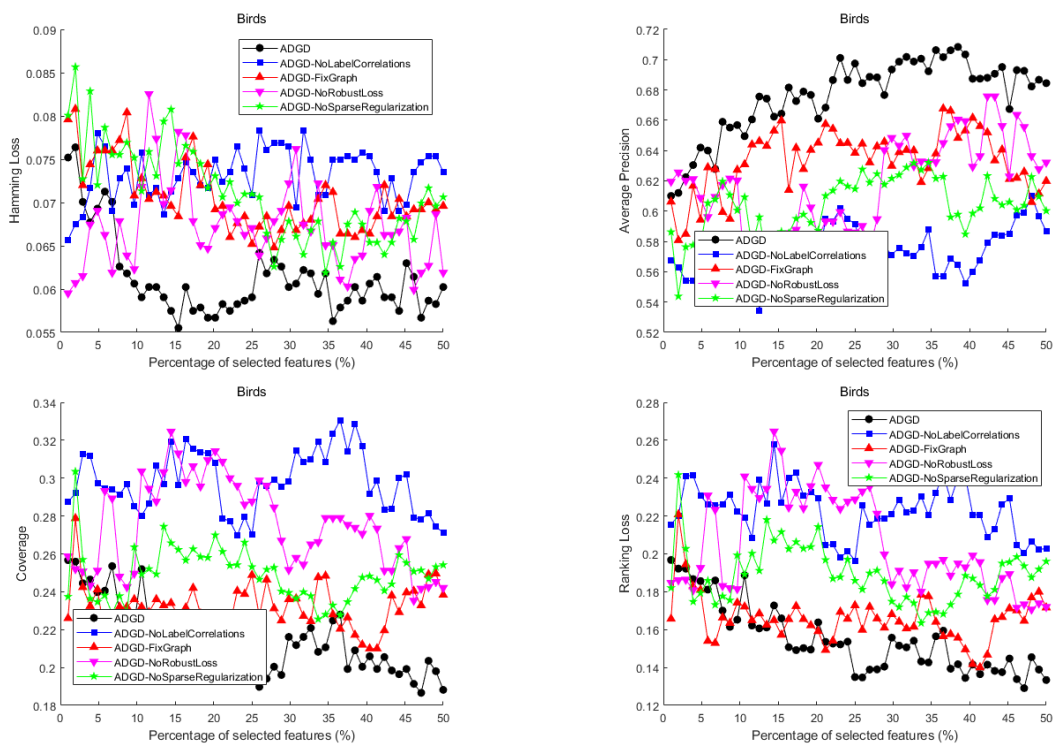 Birds
0.09
0.085
0.08
0.075
0.07
0.065
0.06
0.055
Hamming Loss
ADGD
ADGD-NoLabelCorrelations
ADGD-FixGraph
ADGD-NoRobustLoss
ADGD-NoSparseRegularization
0 5 10 15 20 25 30 35 40 45 50
Percentage of selected features (%)
Birds
0.72
0.7
0.68
0.66
0.64
0.62
0.6
0.58
0.56
0.54
0.52
Average Precision
ADGD
ADGD-NoLabelCorrelations
ADGD-FixGraph
ADGD-NoRobustLoss
ADGD-NoSparseRegularization
0 5 10 15 20 25 30 35 40 45 50
Percentage of selected features (%)
Birds
0.34
0.32
0.3
0.28
0.26
0.24
0.22
0.2
0.18
Coverage
ADGD
ADGD-NoLabelCorrelations
ADGD-FixGraph
ADGD-NoRobustLoss
ADGD-NoSparseRegularization
0 5 10 15 20 25 30 35 40 45 50
Percentage of selected features (%)
Birds
0.28
0.26
0.24
0.22
0.2
0.18
0.16
0.14
0.12
Ranking Loss
ADGD
ADGD-NoLabelCorrelations
ADGD-FixGraph
ADGD-NoRobustLoss
ADGD-NoSparseRegularization
0 5 10 15 20 25 30 35 40 45 50
Percentage of selected features (%)